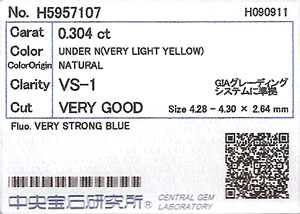 No. H5957107 H090911
Carat 0.304 ct
Color UNDER N(VERY LIGHT YELLOW)
ColorOrigin NATURAL
Clarity VS-1 GIAグレーディング
システムに準拠
Cut VERY GOOD Size 4.28 - 4.30 × 2.64 mm
Fluo. VERY STRONG BLUE
中央宝石研究所® CENTRAL GEM
LABORATORY